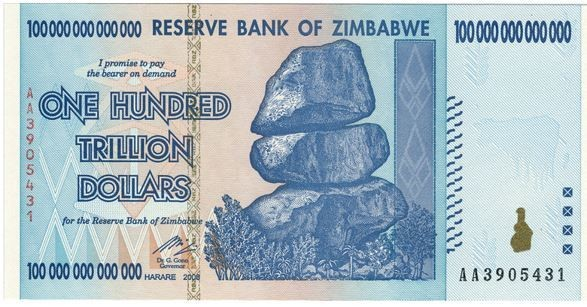 100 000 000 000 000
RESERVE BANK OF ZIMBABWE
100 000 000 000 000
I promise to pay
the bearer on demand
ONE HUNDRED
TRILLION
DOLLARS
for the Reserve Bank of Zimbabwe
Dr. G. Gono
Governor
HARARE 2008
100 000 000 000 000
AA3905431
AA3905431
RBZ